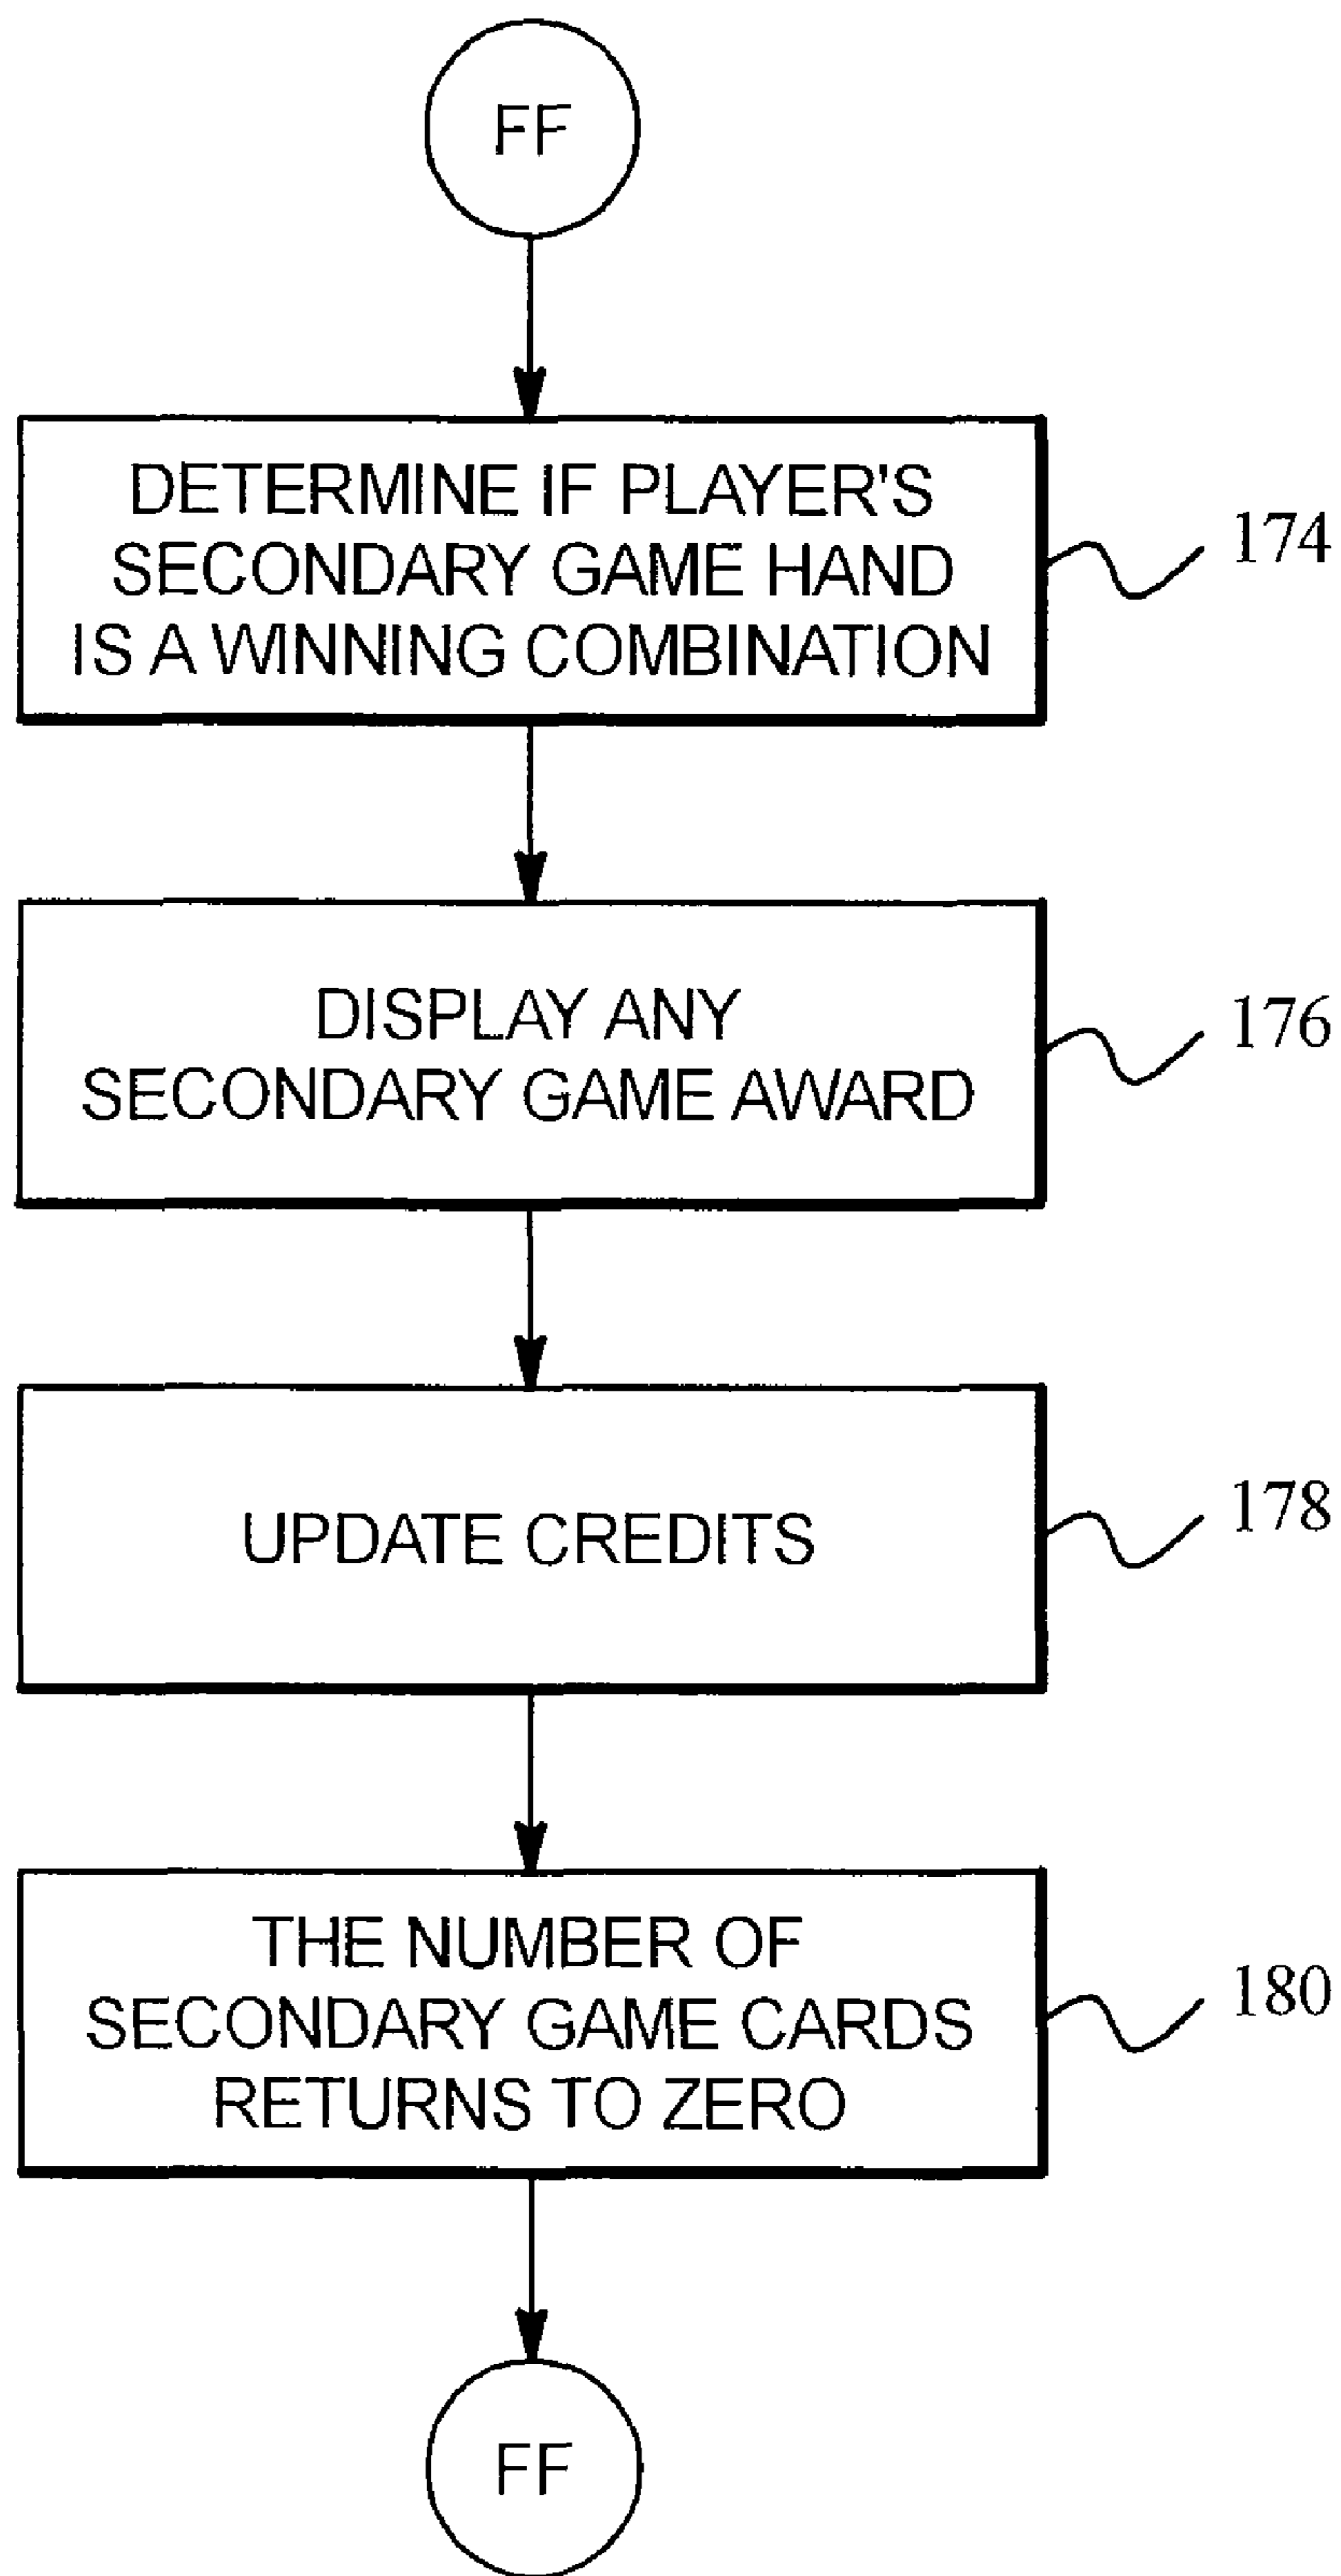 FF
DETERMINE IF PLAYER'S
SECONDARY GAME HAND
IS A WINNING COMBINATION
174
DISPLAY ANY
SECONDARY GAME AWARD
176
UPDATE CREDITS
178
THE NUMBER OF
SECONDARY GAME CARDS
RETURNS TO ZERO
180
FF